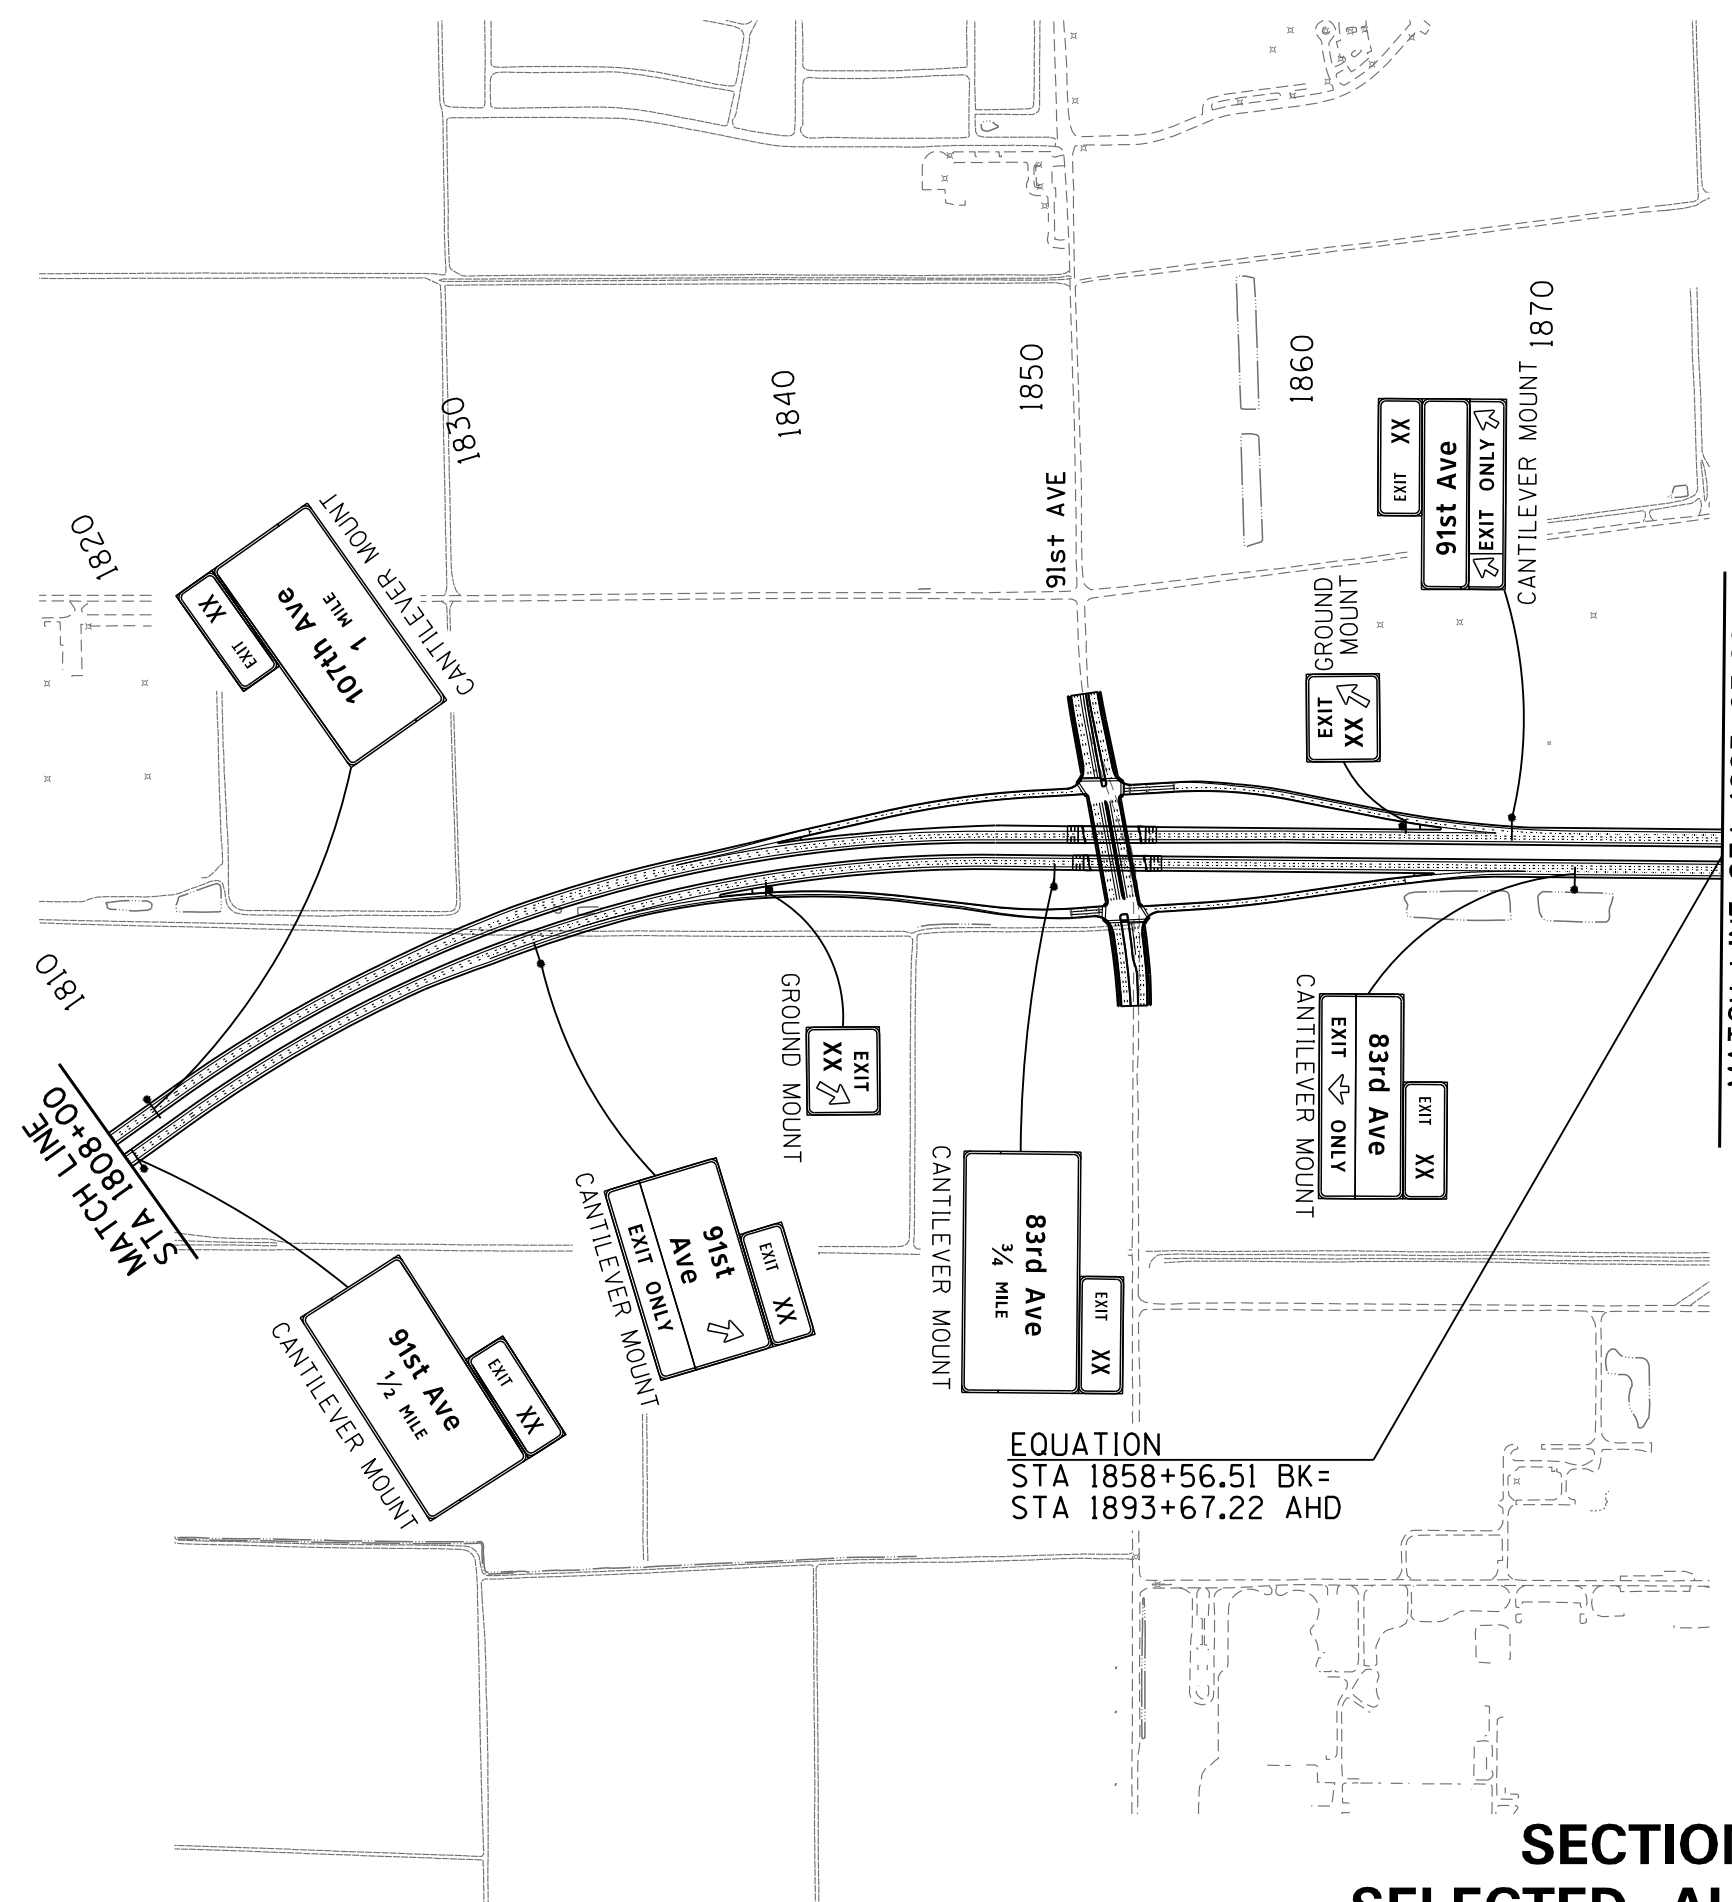 1870
1860
1850
1840
1830
1820
1810
91st AVE
CANTILEVER MOUNT
EXIT XX
91st Ave
EXIT ONLY
GROUND
MOUNT
EXIT
XX
CANTILEVER MOUNT
107th Ave
1 MILE
EXIT XX
MATCH LINE
STA 1808+00
EXIT XX
91st Ave
1/2 MILE
CANTILEVER MOUNT
EXIT XX
91st
Ave
EXIT ONLY
CANTILEVER MOUNT
EXIT
XX
GROUND MOUNT
EXIT XX
83rd Ave
3/4 MILE
CANTILEVER MOUNT
EXIT XX
83rd Ave
EXIT ONLY
CANTILEVER MOUNT
EQUATION
STA 1858+56.51 BK=
STA 1893+67.22 AHD
SECTION
SELECTED